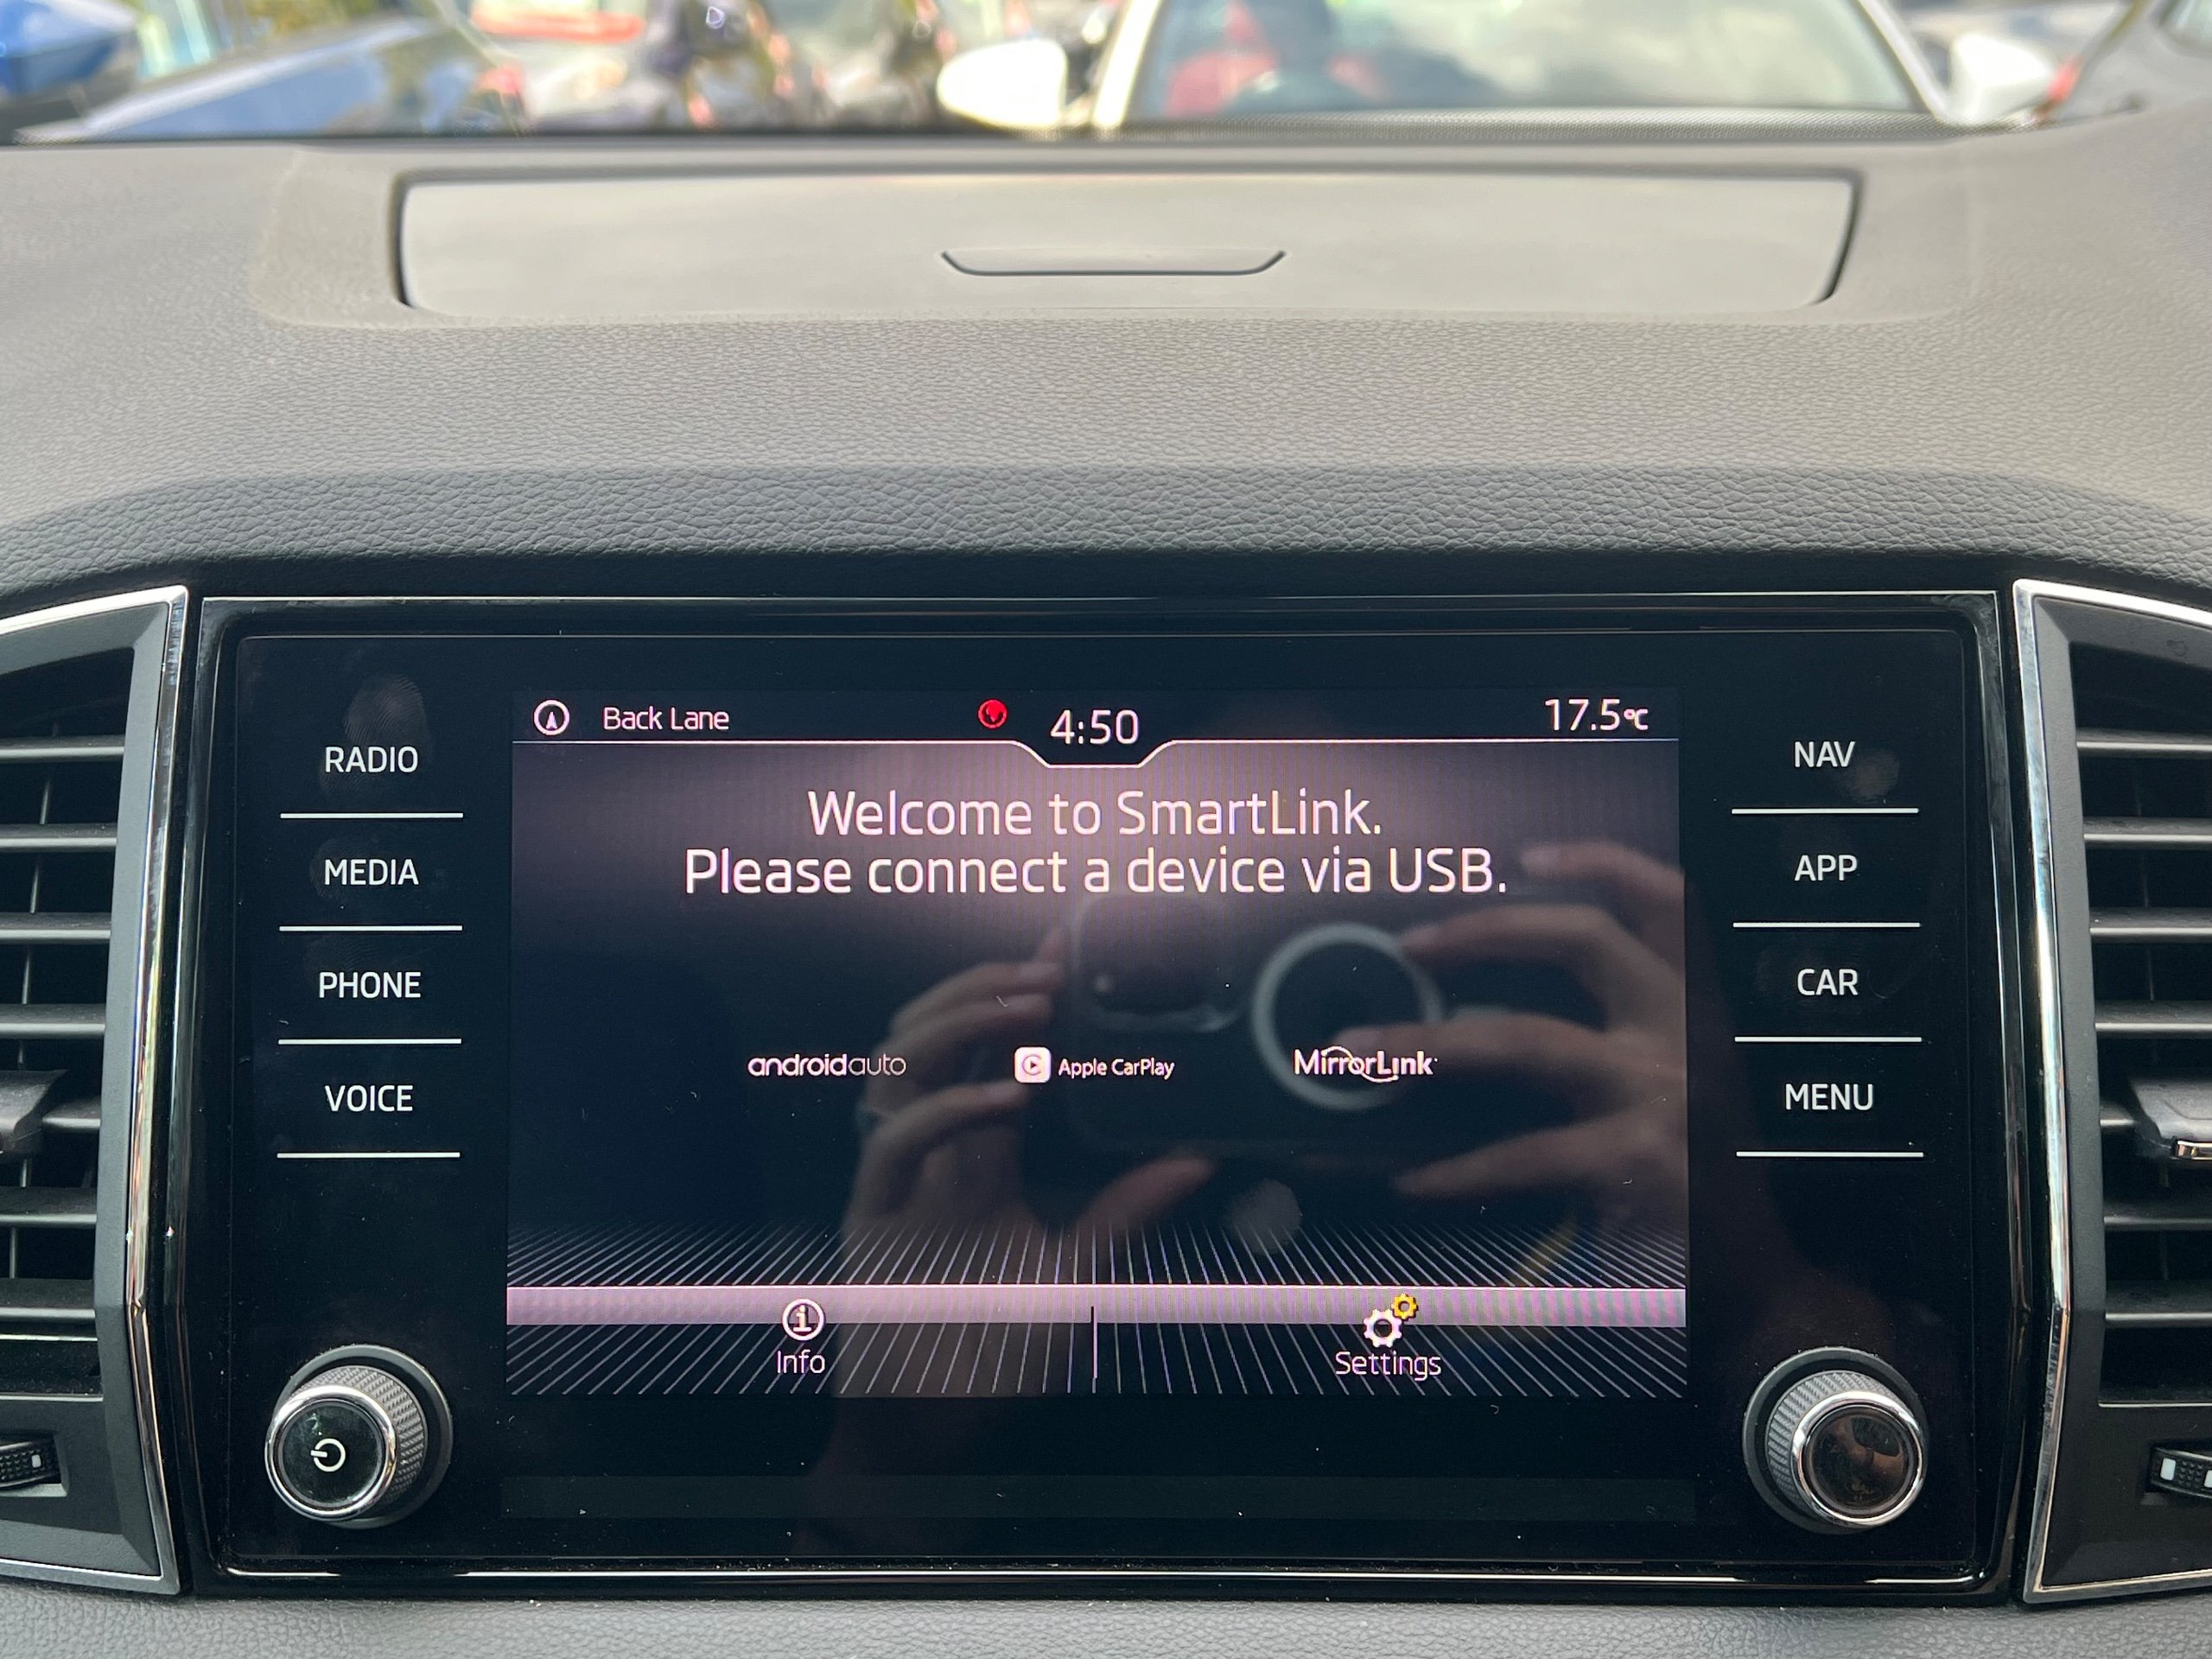 Back Lane
4:50
17.5°C
RADIO
MEDIA
PHONE
VOICE
Welcome to SmartLink.
Please connect a device via USB.
androidauto
Apple CarPlay
MirrorLink
Info
Settings
NAV
APP
CAR
MENU